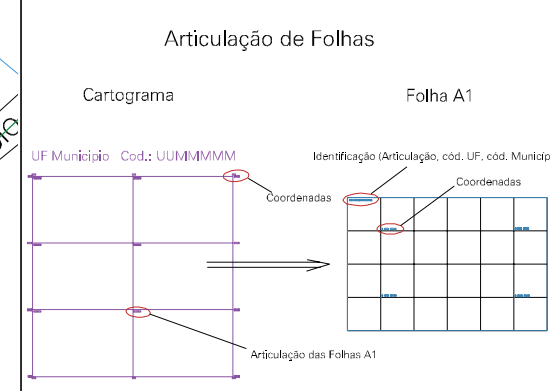 Articulação de Folhas
Cartograma
Folha A1
UF Municipio Cod.: UUMMMMM
Identificação (Articulação, cód. UF, cód. Municíp
Coordenadas
Coordenadas
Articulação das Folhas A1